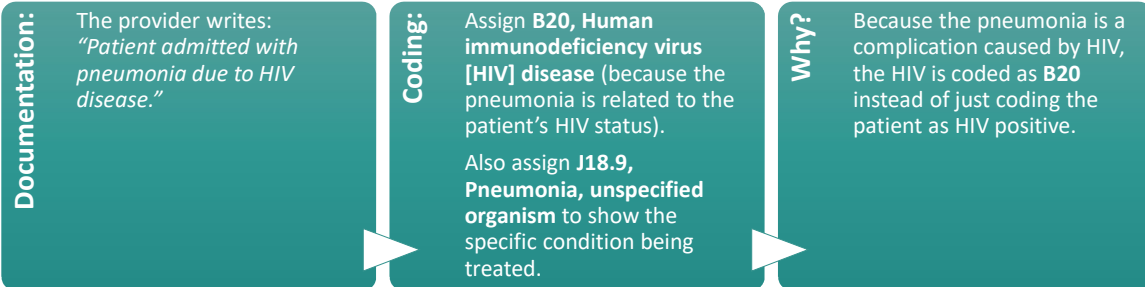 Documentation:
The provider writes:
“Patient admitted with
pneumonia due to HIV
disease.”
Coding:
Assign B20, Human
immunodeficiency virus
[HIV] disease (because the
pneumonia is related to the
patient’s HIV status).
Also assign J18.9,
Pneumonia, unspecified
organism to show the
specific condition being
treated.
Why?
Because the pneumonia is a
complication caused by HIV,
the HIV is coded as B20
instead of just coding the
patient as HIV positive.